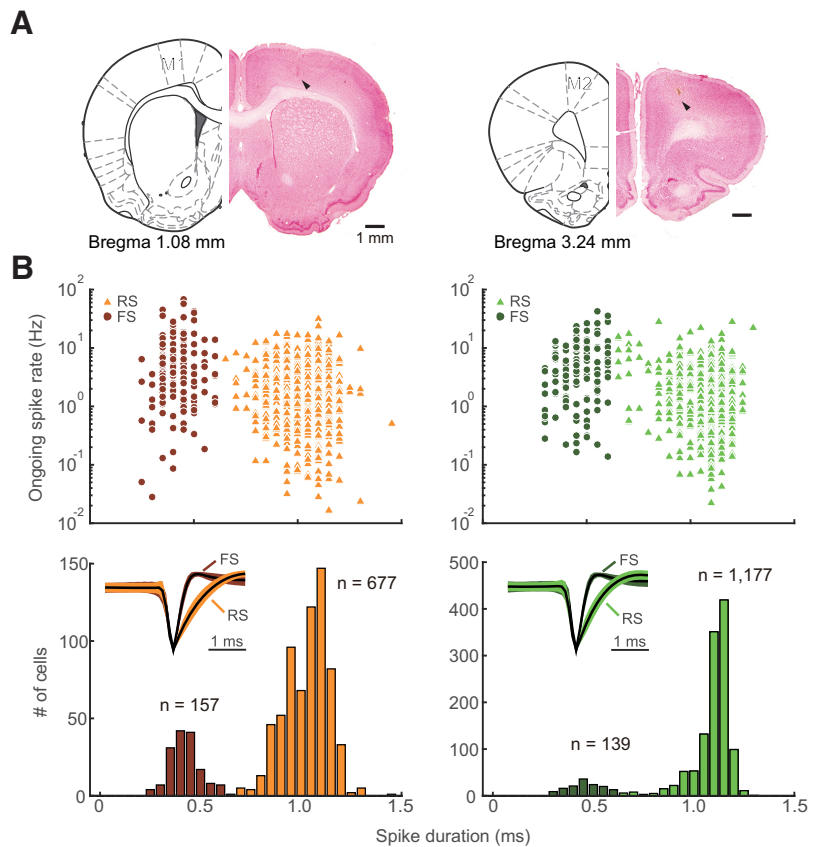 A
M1
M2
Bregma 1.08 mm
1 mm
Bregma 3.24 mm
B
Ongoing spike rate (Hz)
10²
10¹
10⁰
10⁻¹
10⁻²
RS
FS
10²
10¹
10⁰
10⁻¹
10⁻²
RS
FS
# of cells
150
100
50
0
FS
RS
1 ms
n = 677
n = 157
0
0.5
1.0
1.5
500
400
300
200
100
0
FS
RS
1 ms
n = 1,177
n = 139
0
0.5
1.0
1.5
Spike duration (ms)